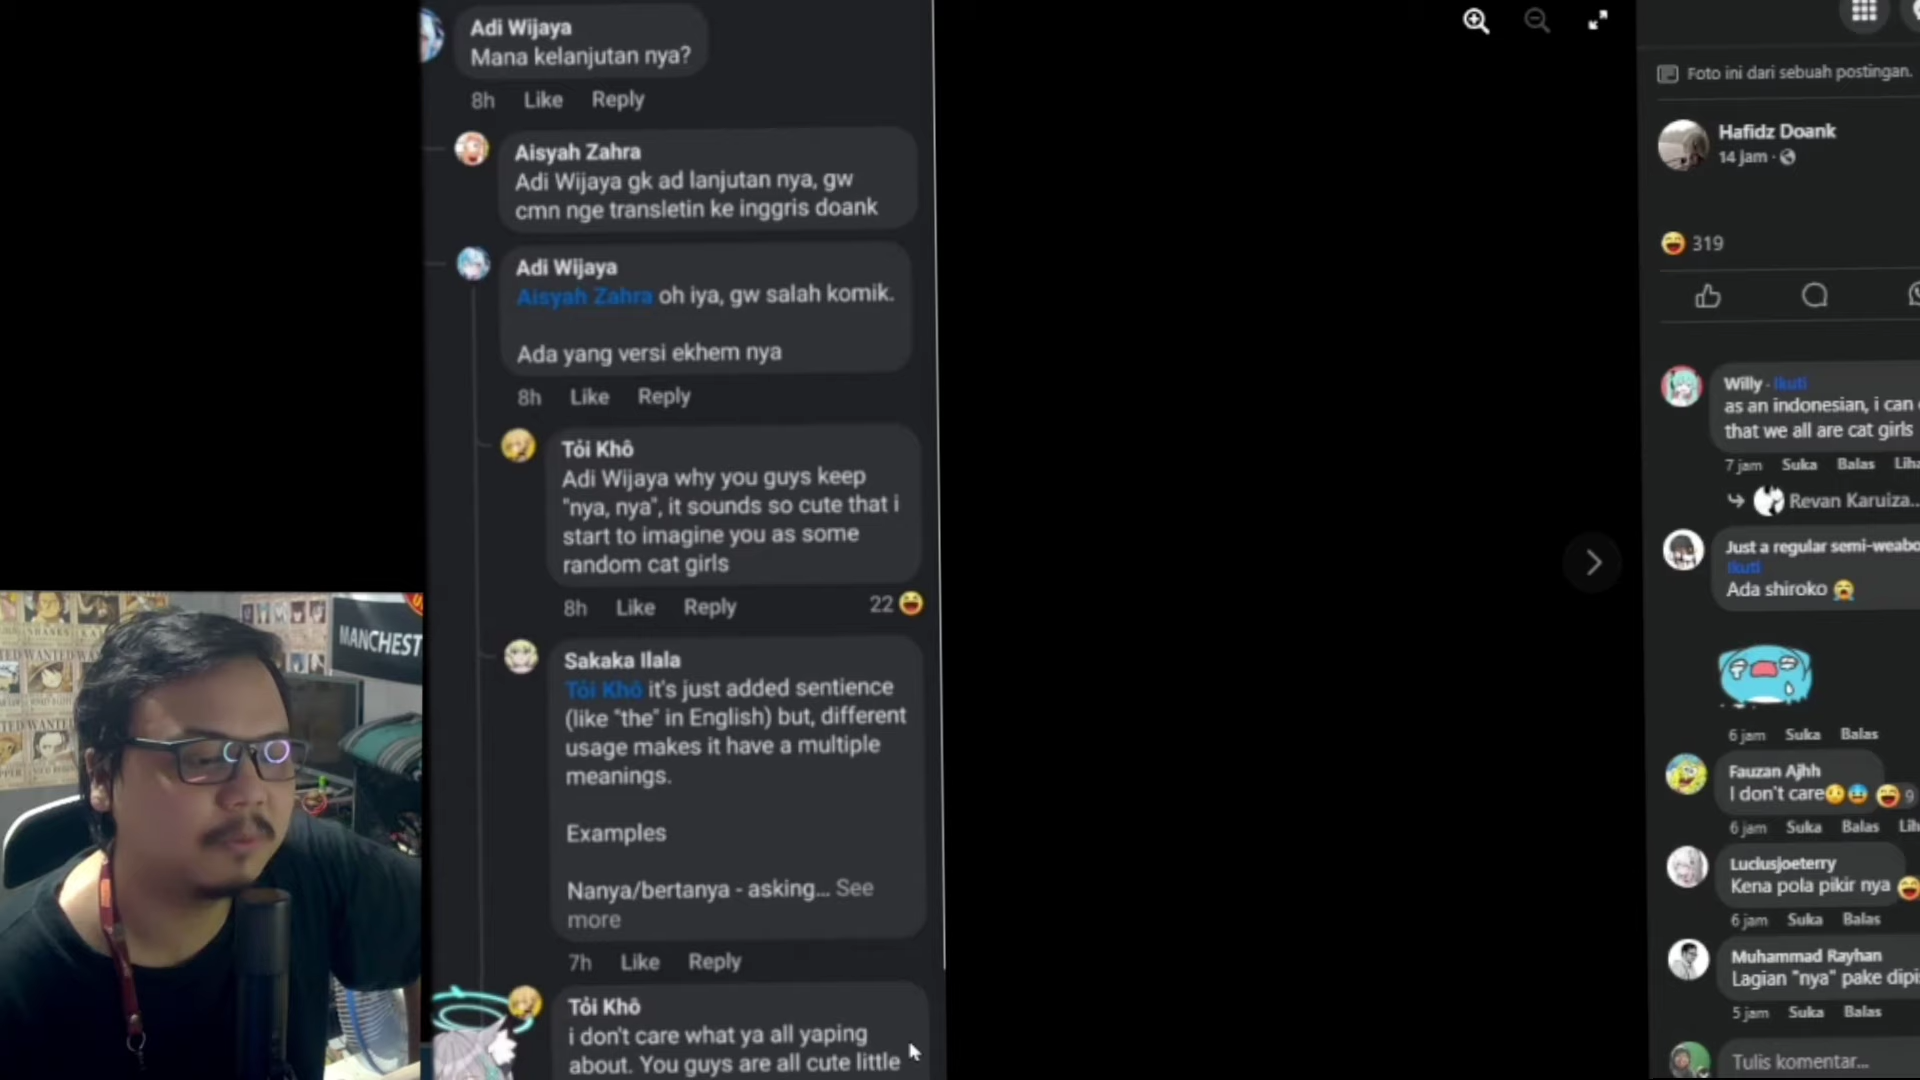 Adi Wijaya
Mana kelanjutan nya?
8h Like Reply
Aisyah Zahra
Adi Wijaya gk ad lanjutan nya, gw
cmn nge transletin ke inggris doank
Adi Wijaya
Aisyah Zahra oh iya, gw salah komik.
Ada yang versi ekhem nya
8h Like Reply
Tỏi Khô
Adi Wijaya why you guys keep
"nya, nya", it sounds so cute that i
start to imagine you as some
random cat girls
8h Like Reply 22
Sakaka Ilala
Tỏi Khô it's just added sentience
(like "the" in English) but, different
usage makes it have a multiple
meanings.
Examples
Nanya/bertanya - asking... See
more
7h Like Reply
Tỏi Khô
i don't care what ya all yaping
about. You guys are all cute little
Foto ini dari sebuah postingan.
Hafidz Doank
14 jam ·
319
Willy · Ikuti
as an indonesian, i can
that we all are cat girls
7 jam Suka Balas
Revan Karuiza...
Just a regular
Ikuti
Ada shiroko
6 jam Suka Balas
Fauzan Ajhh
I don't care
9
6 jam Suka Balas
Luciusjoeterry
Kena pola pikir nya
6 jam Suka Balas
Muhammad Rayhan
Lagian "nya" pake
5 jam Suka Balas
Tulis komentar...
MANCHEST
WANTED
SHANKS